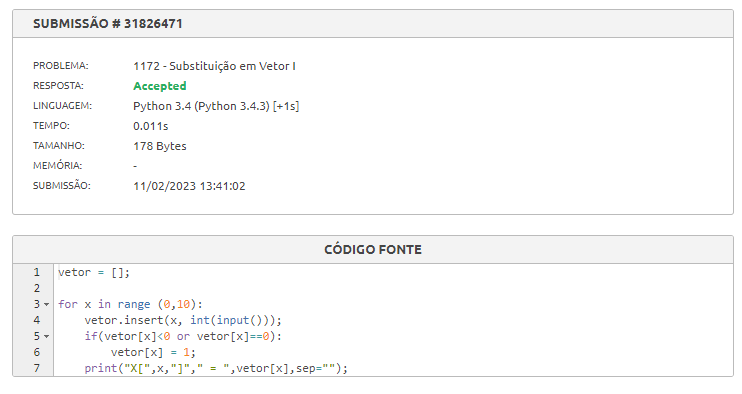 SUBMISSÃO # 31826471
PROBLEMA: 1172 - Substituição em Vetor I
RESPOSTA: Accepted
LINGUAGEM: Python 3.4 (Python 3.4.3) [+1s]
TEMPO: 0.011s
TAMANHO: 178 Bytes
MEMÓRIA: -
SUBMISSÃO: 11/02/2023 13:41:02
CÓDIGO FONTE
1 vetor = [];
2
3 for x in range (0,10):
4     vetor.insert(x, int(input()));
5     if(vetor[x]<0 or vetor[x]==0):
6         vetor[x] = 1;
7     print("X[",x,"]"," = ",vetor[x],sep="");